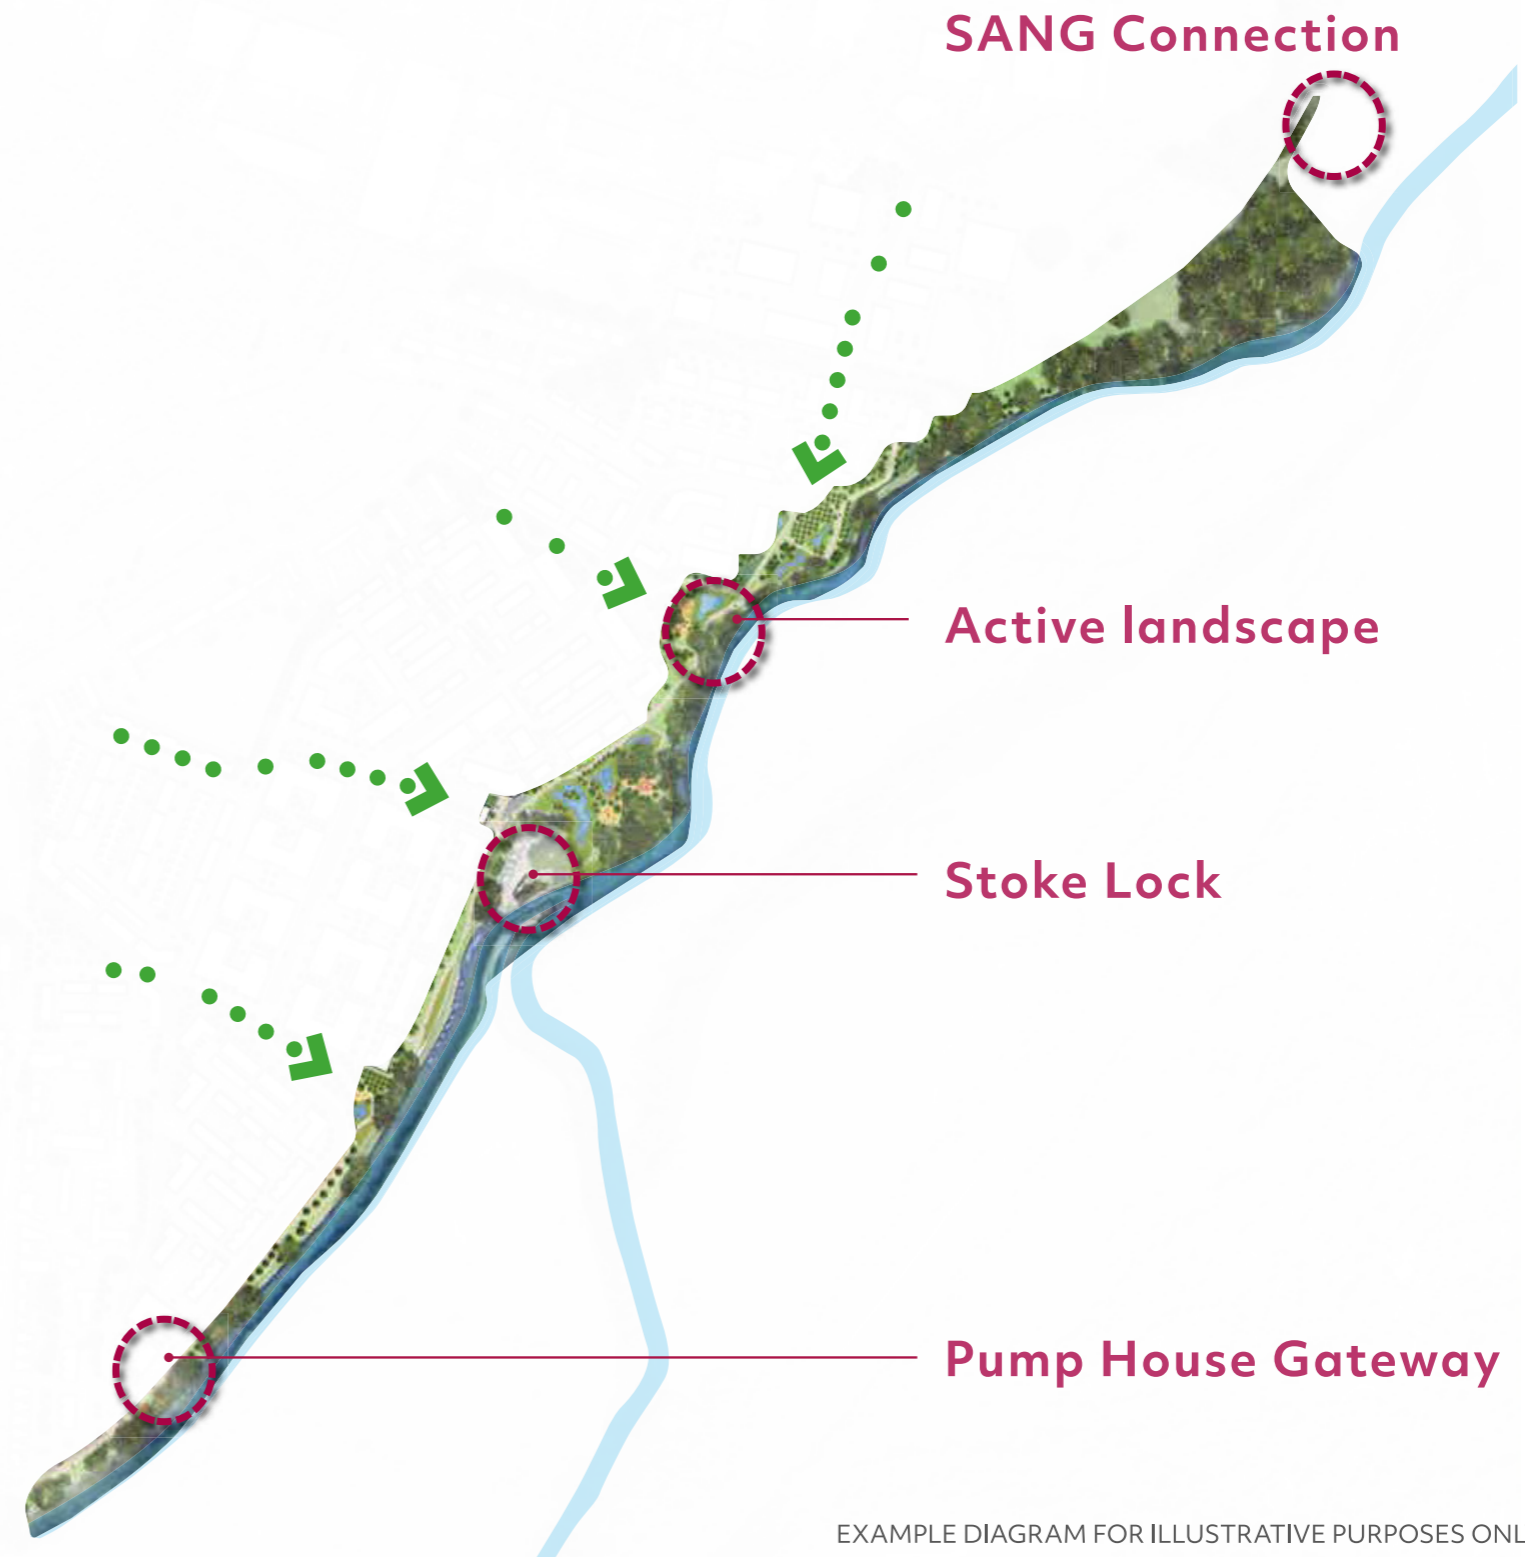 SANG Connection
Active landscape
Stoke Lock
Pump House Gateway
EXAMPLE DIAGRAM FOR ILLUSTRATIVE PURPOSES ONL